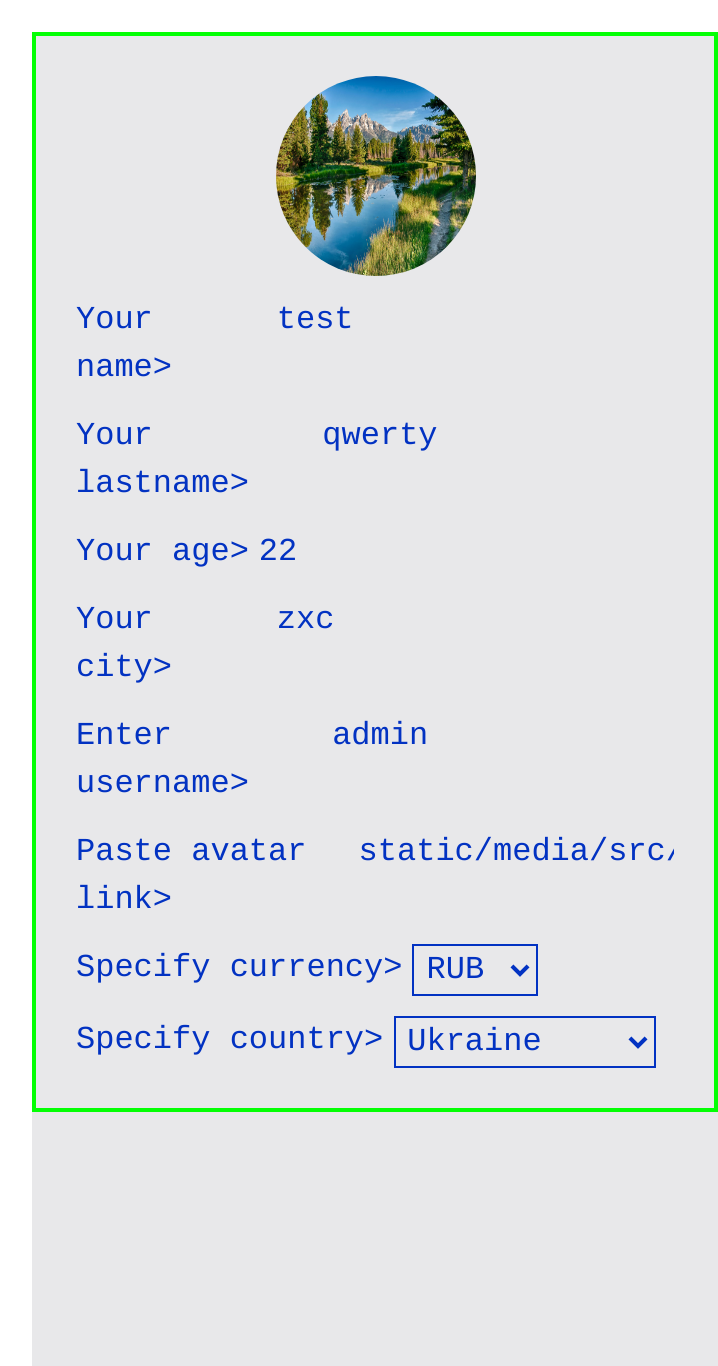 Your test
name>
Your qwerty
lastname>
Your age> 22
Your zxc
city>
Enter admin
username>
Paste avatar static/media/src/
link>
Specify currency> RUB
Specify country> Ukraine